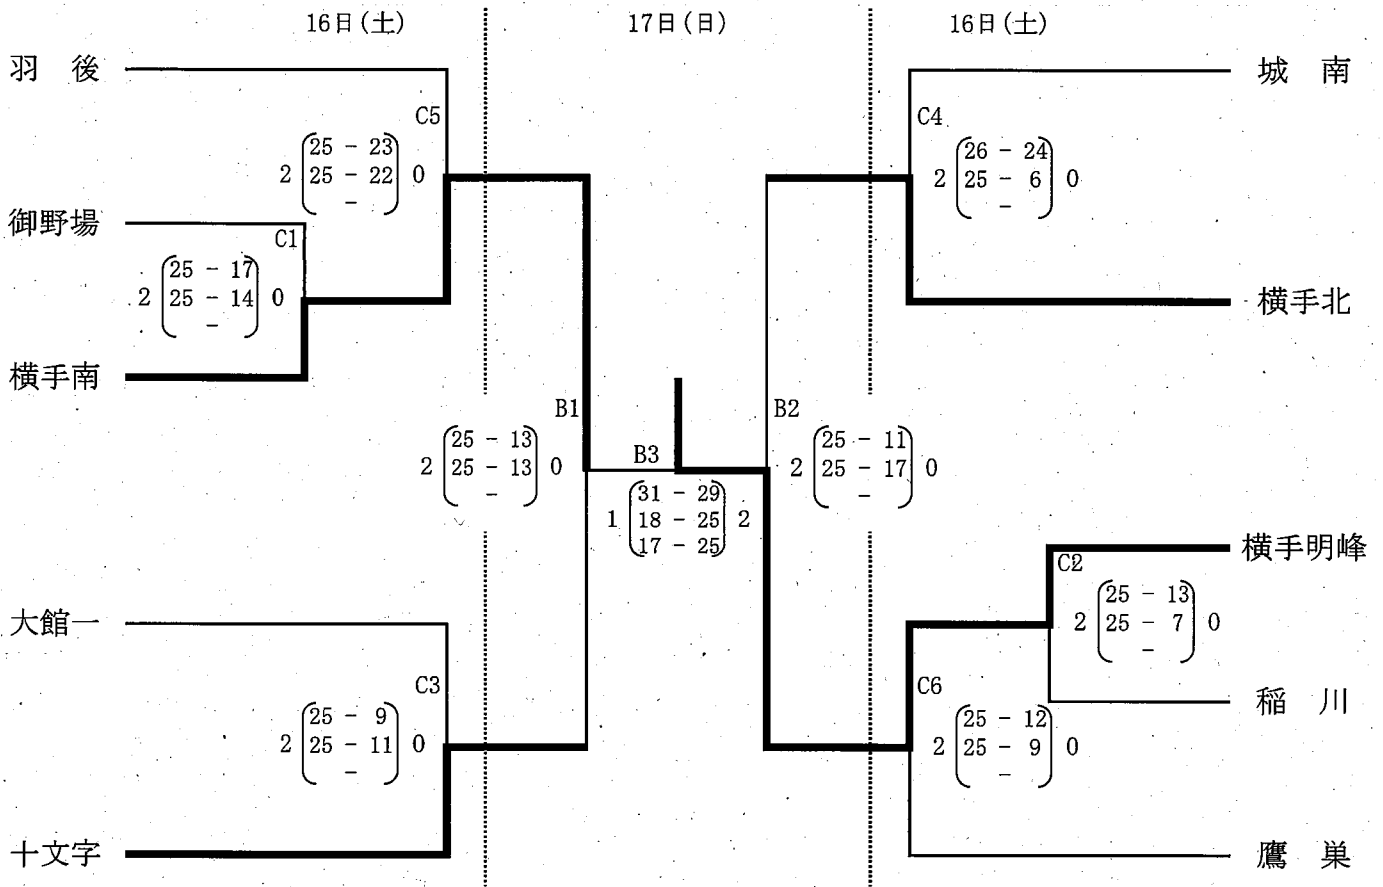 16日(土)
17日(日)
16日(土)
羽 後
城 南
C5
25 - 23
2 25 - 22 0
-
C4
26 - 24
2 25 - 6 0
-
御野場
C1
25 - 17
2 25 - 14 0
-
横手北
横手南
B1
25 - 13
2 25 - 13 0
-
B3
31 - 29
1 18 - 25 2
17 - 25
B2
25 - 11
2 25 - 17 0
-
横手明峰
C2
25 - 13
2 25 - 7 0
-
大館一
C3
25 - 9
2 25 - 11 0
-
稲 川
C6
25 - 12
2 25 - 9 0
-
十文字
鷹 巣